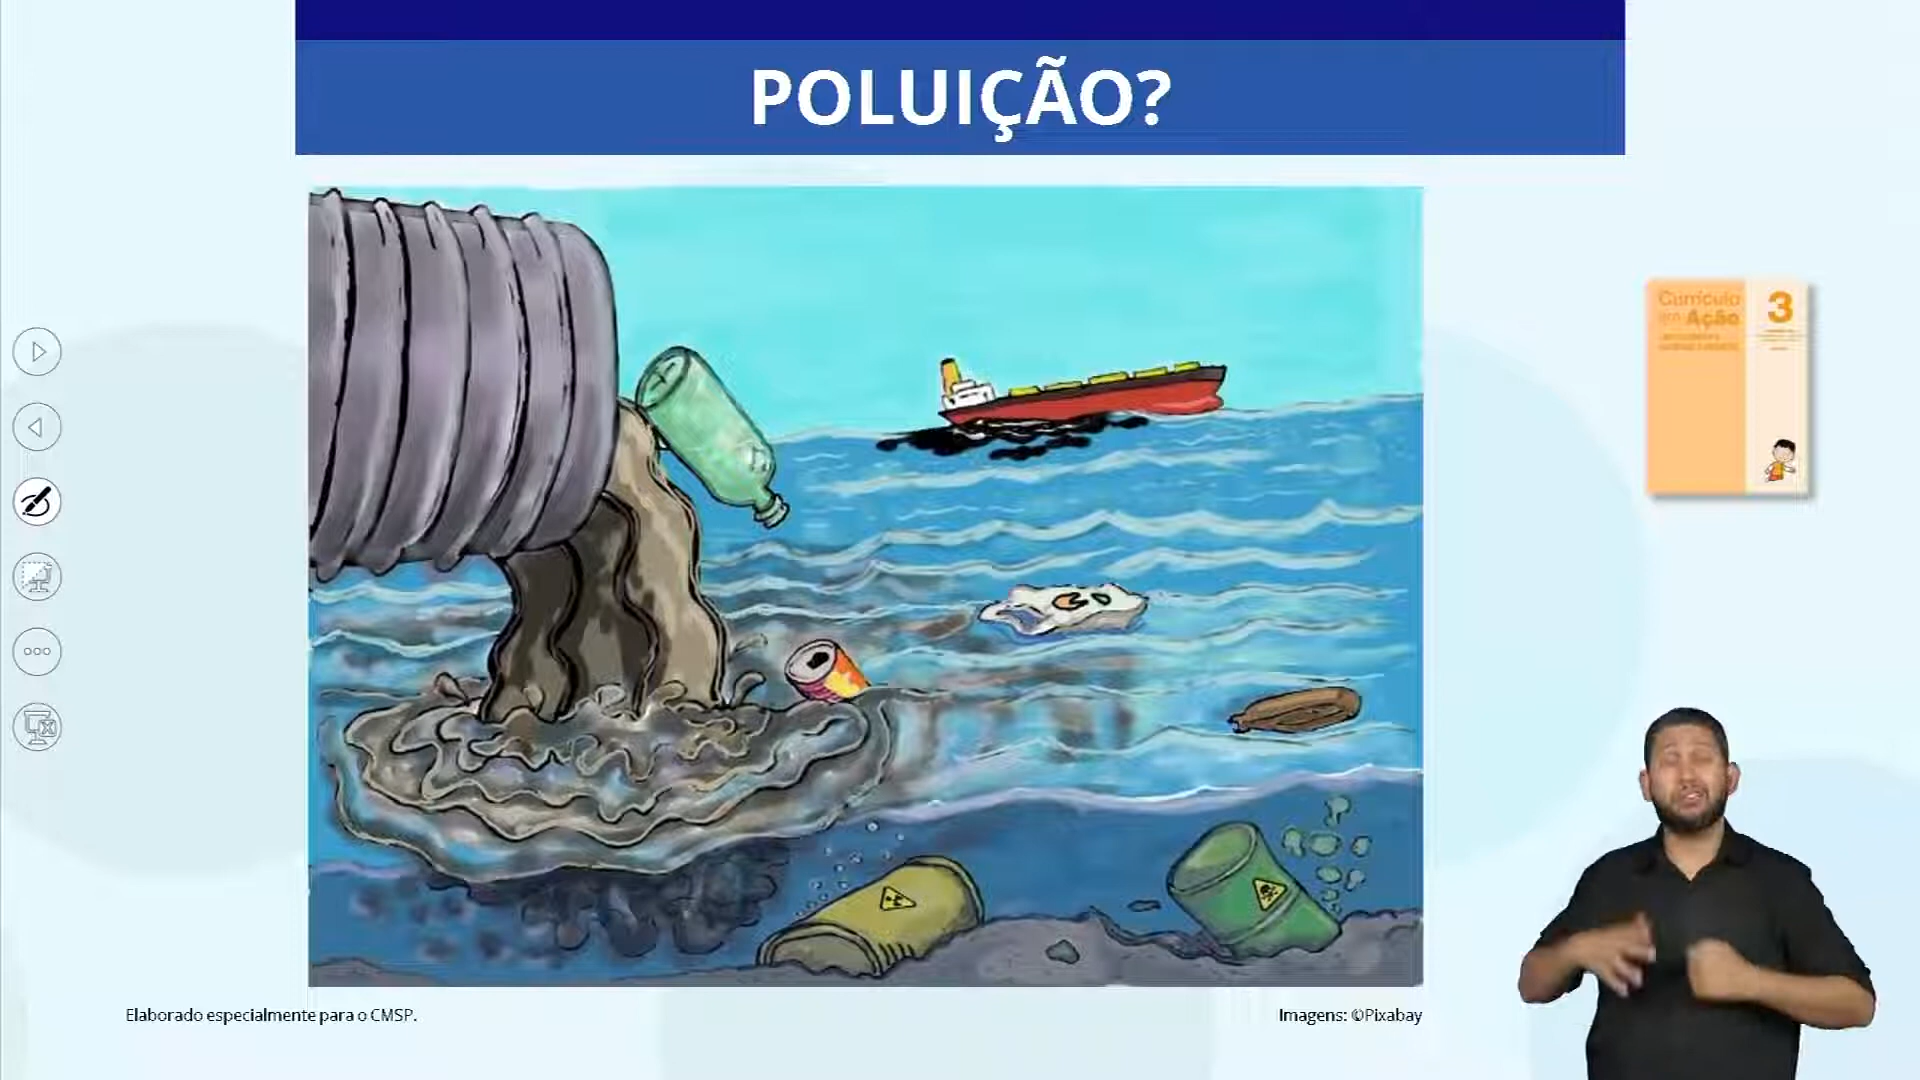 POLUIÇÃO?
Currículo
em Ação
3
Elaborado especialmente para o CMSP.
Imagens: ©Pixabay